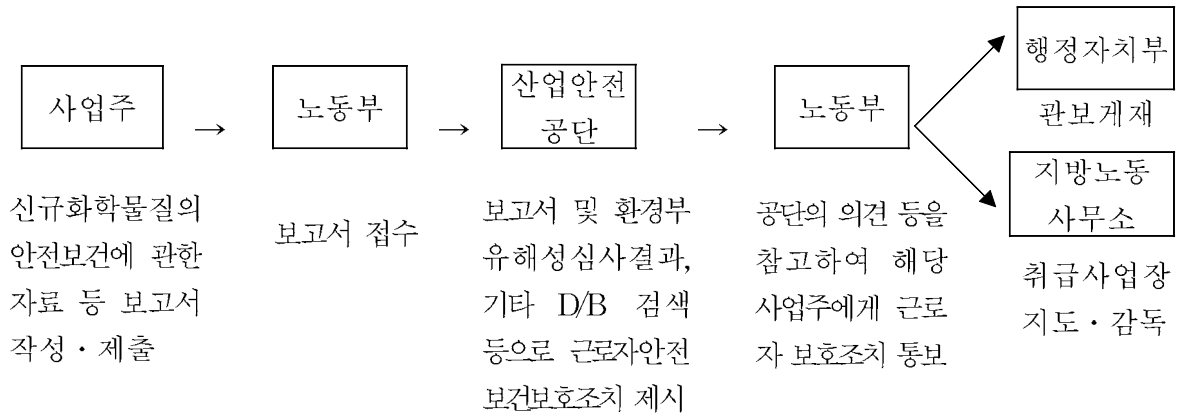 사업주
→
노동부
→
산업안전
공단
→
노동부
행정자치부
관보게재
지방노동
사무소
취급사업장
지도・감독
신규화학물질의
안전보건에 관한
자료 등 보고서
작성・제출
보고서 접수
보고서 및 환경부
유해성심사결과,
기타 D/B 검색
등으로 근로자안전
보건보호조치 제시
공단의 의견 등을
참고하여 해당
사업주에게 근로
자 보호조치 통보